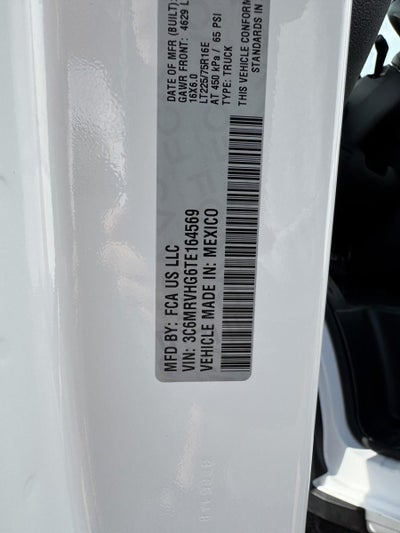 MFD BY: FCA US LLC
VIN: 3C6MRVHG6TE164569
VEHICLE MADE IN: MEXICO
DATE OF MFR (BUILT):
GAWR FRONT: 4629 L
16X6.0
LT225/75R16E
AT 450 kPa / 65 PSI
TYPE: TRUCK
THIS VEHICLE CONFORM
STANDARDS IN